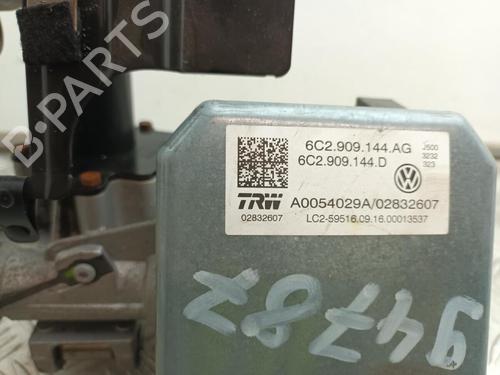 B-PARTS
6C2.909.144.AG
6C2.909.144.D
J500
3232
323
TRW
A0054029A/02832607
02832607
LC2-59516.09.16.00013537
94787